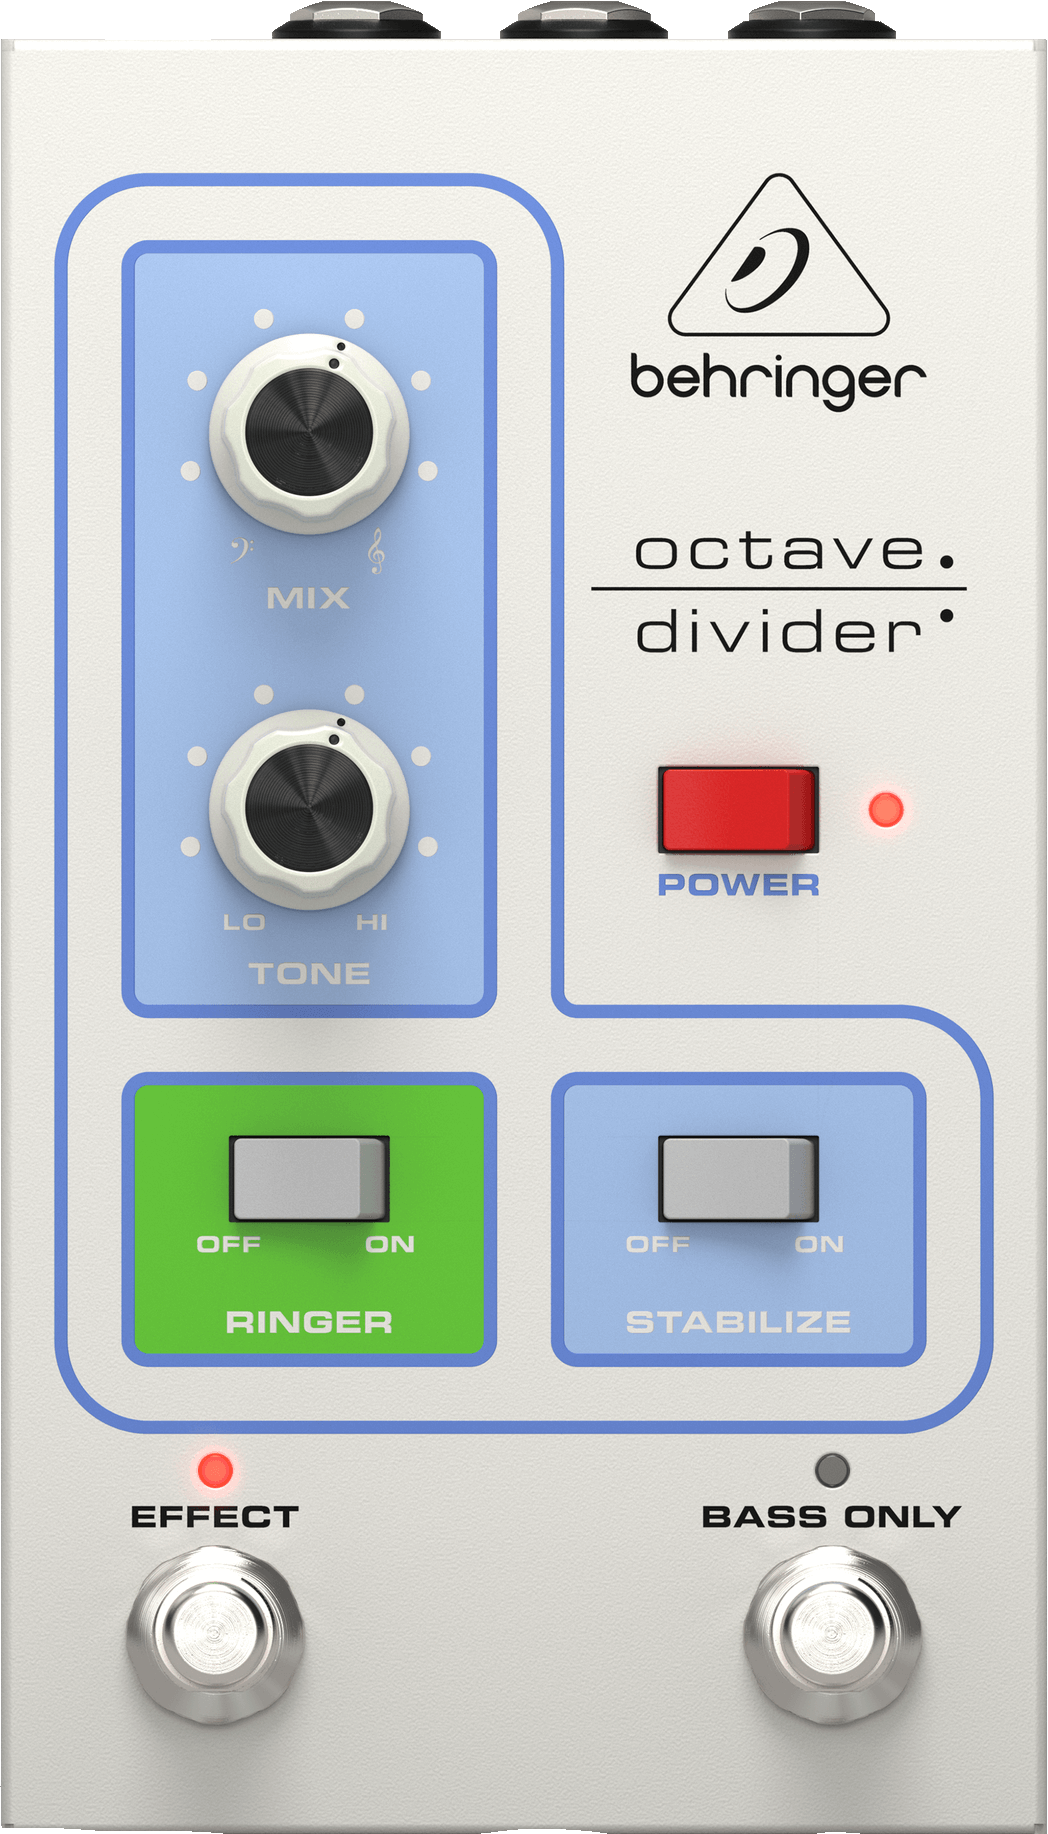 behringer
octave.
divider
MIX
POWER
LO HI
TONE
OFF ON
RINGER
OFF ON
STABILIZE
EFFECT
BASS ONLY